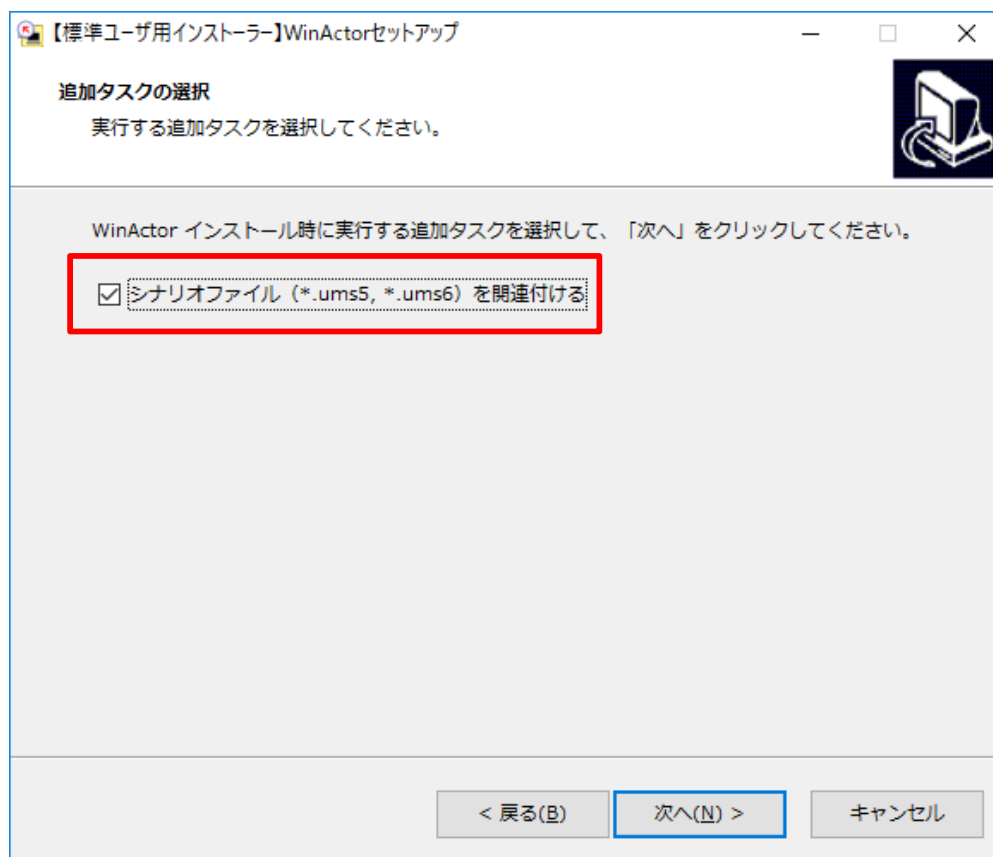 【標準ユーザ用インストーラー】WinActorセットアップ
追加タスクの選択
実行する追加タスクを選択してください。
WinActor インストール時に実行する追加タスクを選択して、「次へ」をクリックしてください。
シナリオファイル（*.ums5, *.ums6）を関連付ける
< 戻る(B)
次へ(N) >
キャンセル